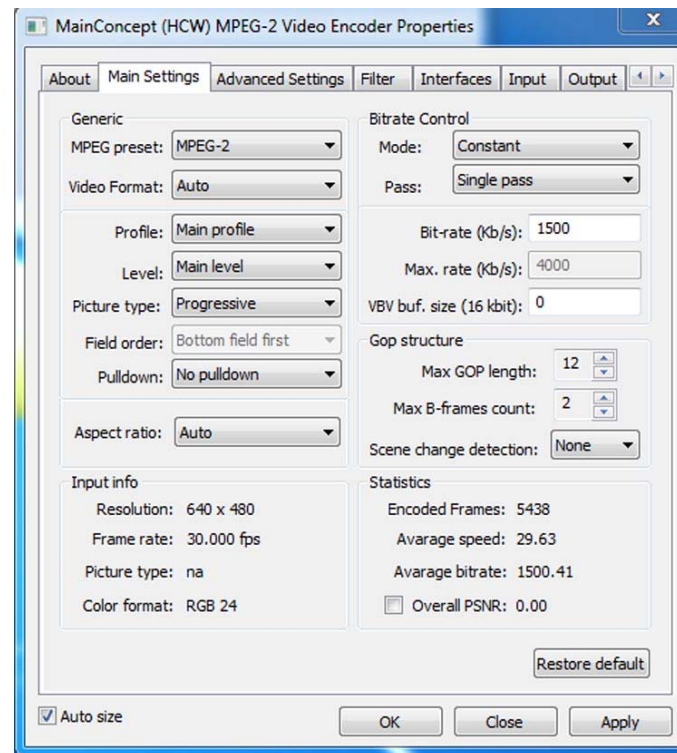 MainConcept (HCW) MPEG-2 Video Encoder Properties
x
About Main Settings Advanced Settings Filter Interfaces Input Output
Generic
MPEG preset: MPEG-2
Video Format: Auto
Profile: Main profile
Level: Main level
Picture type: Progressive
Field order: Bottom field first
Pulldown: No pulldown
Aspect ratio: Auto
Input info
Resolution: 640 x 480
Frame rate: 30.000 fps
Picture type: na
Color format: RGB 24
Bitrate Control
Mode: Constant
Pass: Single pass
Bit-rate (Kb/s): 1500
Max. rate (Kb/s): 4000
VBV buf. size (16 kbit): 0
Gop structure
Max GOP length: 12
Max B-frames count: 2
Scene change detection: None
Statistics
Encoded Frames: 5438
Avarage speed: 29.63
Avarage bitrate: 1500.41
Overall PSNR: 0.00
Restore default
Auto size
OK Close Apply